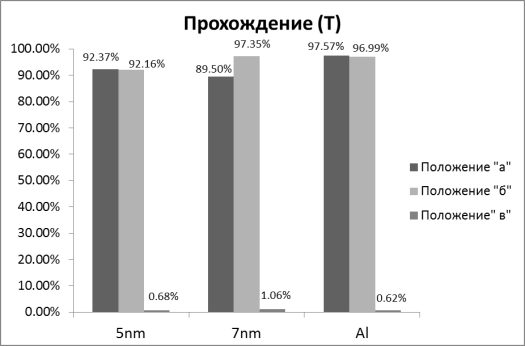 Прохождение (T)
100.00%
90.00%
80.00%
70.00%
60.00%
50.00%
40.00%
30.00%
20.00%
10.00%
0.00%
92.37%
92.16%
0.68%
89.50%
97.35%
1.06%
97.57%
96.99%
0.62%
5nm
7nm
Al
Положение "а"
Положение "б"
Положение" в"